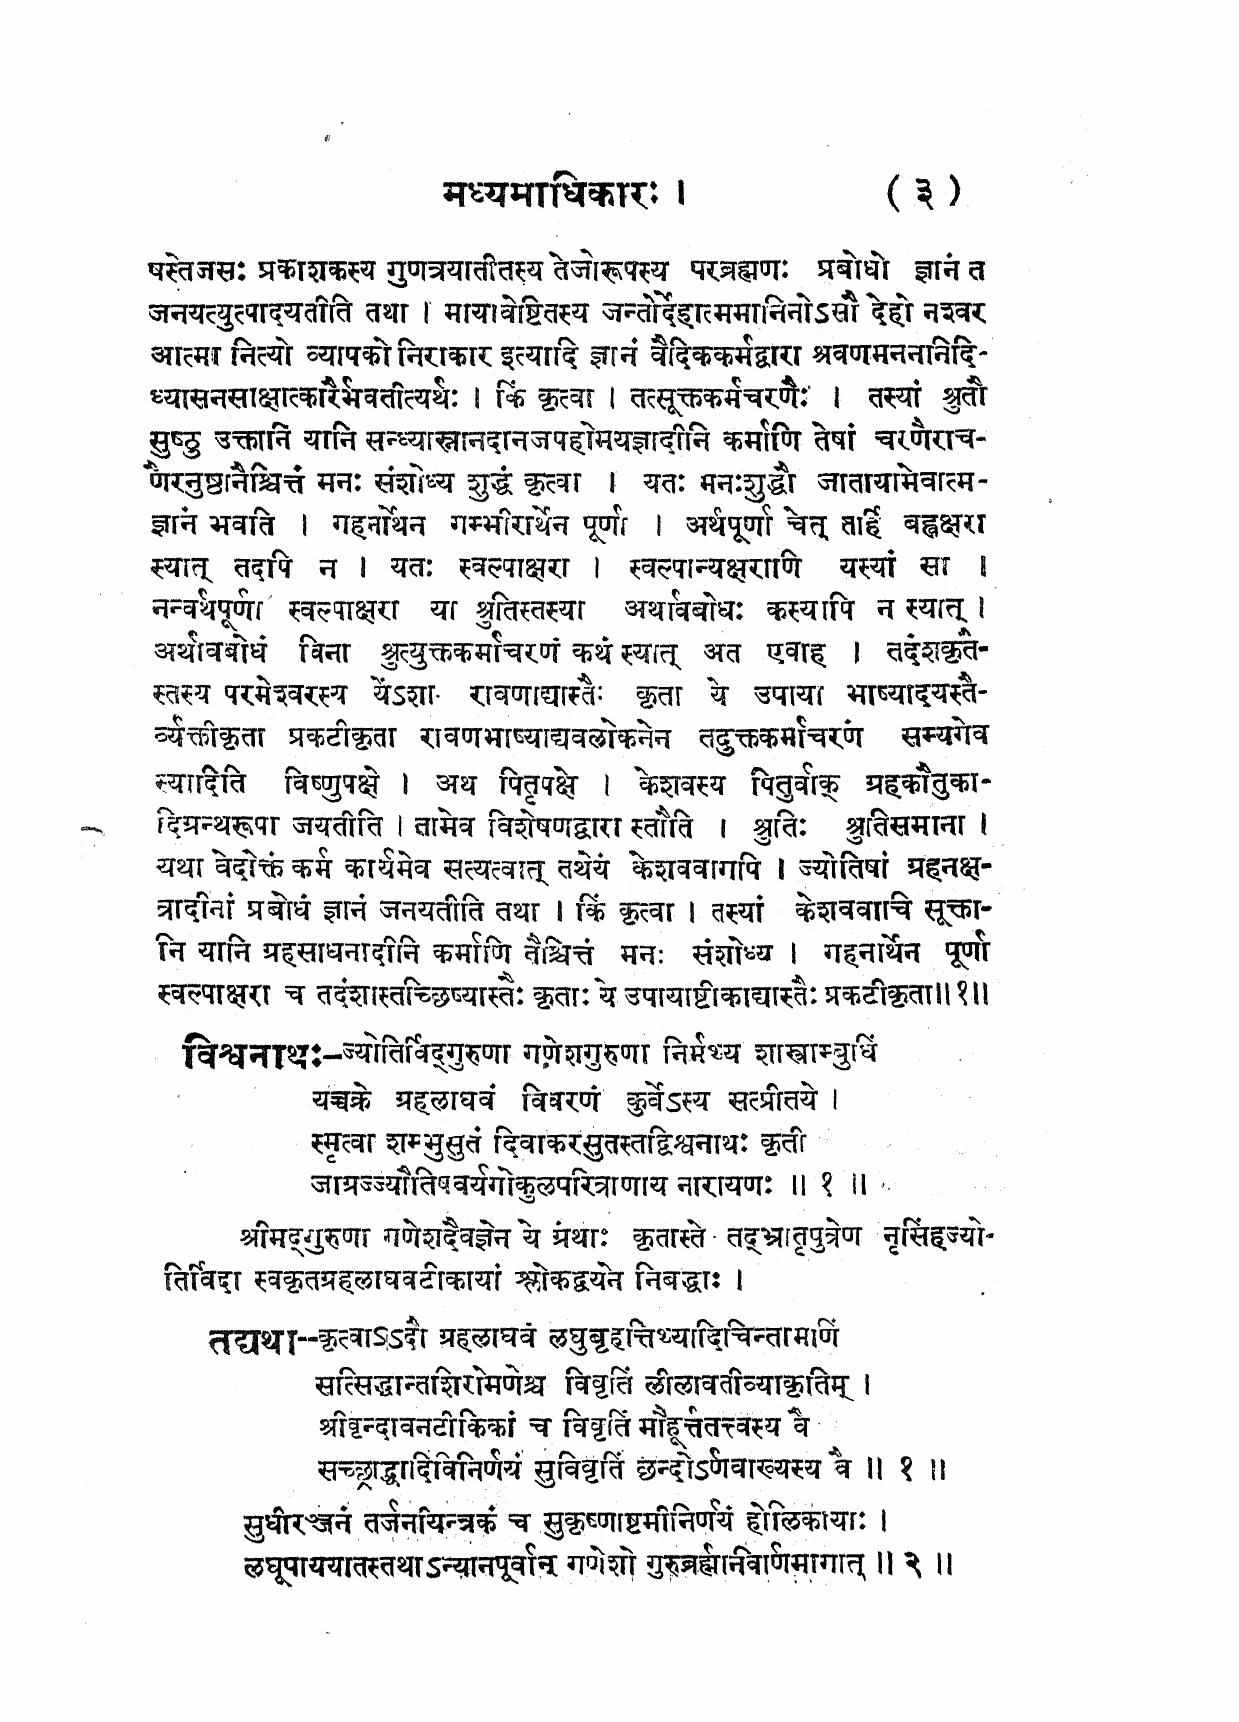 मध्यमाधिकारः । ( ३ )
षस्तेजसः प्रकाशकस्य गुणत्रयातीतस्य तेजोरूपस्य परब्रह्मणः प्रबोधो ज्ञानं त
जनयत्युत्पादयतीति तथा । मायावेष्टितस्य जन्तोर्देहात्ममानिनोऽसौ देहो नश्वर
आत्मा नित्यो व्यापको निराकार इत्यादि ज्ञानं वैदिककर्मद्वारा श्रवणमननानिदि-
ध्यासनसाक्षात्कारैर्भवतीत्यर्थः । किं कृत्वा । तत्सूक्तकर्मचरणैः । तस्यां श्रुतौ
सुष्ठु उक्तानि यानि सन्ध्यास्नानदानजपहोमयज्ञादीनि कर्माणि तेषां चरणैराच-
णैरनुष्ठानैश्चित्तं मनः संशोध्य शुद्धं कृत्वा । यतः मनःशुद्धौ जातायामेवात्म-
ज्ञानं भवति । गहनार्थेन गम्भीरार्थेन पूर्णा । अर्थपूर्णा चेत् तार्हि बह्वक्षरा
स्यात् तदपि न । यतः स्वल्पाक्षरा । स्वल्पान्यक्षराणि यस्यां सा ।
नन्वर्थपूर्णा स्वल्पाक्षरा या श्रुतिस्तस्या अर्थावबोधः कस्यापि न स्यात् ।
अर्थावबोधं विना श्रुत्युक्तकर्माचरणं कथं स्यात् अत एवाह । तदंशकृतै-
स्तस्य परमेश्वरस्य येंऽशा रावणाद्यास्तैः कृता ये उपाया भाष्यादयस्तै-
र्व्यक्तीकृता प्रकटीकृता रावणभाष्याद्यवलोकनेन तदुक्तकर्माचरणं सम्यगेव
स्यादिति विष्णुपक्षे । अथ पितृपक्षे । केशवस्य पितुर्वाक् ग्रहकौतुका-
दिग्रन्थरूपा जयतीति । तामेव विशेषणद्वारा स्तौति । श्रुतिः श्रुतिसमाना ।
यथा वेदोक्तं कर्म कार्यमेव सत्यत्वात् तथेयं केशववागपि । ज्योतिषां ग्रहनक्ष-
त्रादीनां प्रबोधं ज्ञानं जनयतीति तथा । किं कृत्वा । तस्यां केशववाचि सूक्ता-
नि यानि ग्रहसाधनादीनि कर्माणि तैश्चित्तं मनः संशोध्य । गहनार्थेन पूर्णा
स्वल्पाक्षरा च तदंशास्तच्छिष्यास्तैः कृताः ये उपायाष्टीकाद्यास्तैः प्रकटीकृता॥१॥
विश्वनाथः–ज्योतिर्विद्गुरुणा गणेशगुरुणा निर्मथ्य शास्त्राम्बुधिं
यच्चक्रे ग्रहलाघवं विवरणं कुर्वेऽस्य सत्प्रीतये ।
स्मृत्वा शम्भुसुतं दिवाकरसुतस्तद्विश्वनाथः कृती
जाग्रज्ज्यौतिषवर्यगोकुलपरित्राणाय नारायणः ॥ १ ॥
श्रीमद्गुरुणा गणेशदैवज्ञेन ये ग्रंथाः कृतास्ते तद्भ्रातृपुत्रेण नृसिंहज्यो-
तिर्विदा स्वकृतग्रहलाघवटीकायां श्लोकद्वयेन निबद्धाः ।
तद्यथा--कृत्वाऽऽदौ ग्रहलाघवं लघुबृहत्तिथ्यादिचिन्तामणिं
सत्सिद्धान्तशिरोमणेश्च विवृतिं लीलावतीव्याकृतिम् ।
श्रीवृन्दावनटीकिकां च विवृतिं मौहूर्त्ततत्त्वस्य वै
सच्छ्राद्धादिविनिर्णयं सुविवृतिं छन्दोऽर्णवाख्यस्य वै ॥ १ ॥
सुधीरञ्जनं तर्जनीयन्त्रकं च सुकृष्णाष्टमीनिर्णयं होलिकायाः ।
लघूपाययातस्तथाऽन्यानपूर्वान् गणेशो गुरुर्ब्रह्मनिर्वाणमागात् ॥ २ ॥